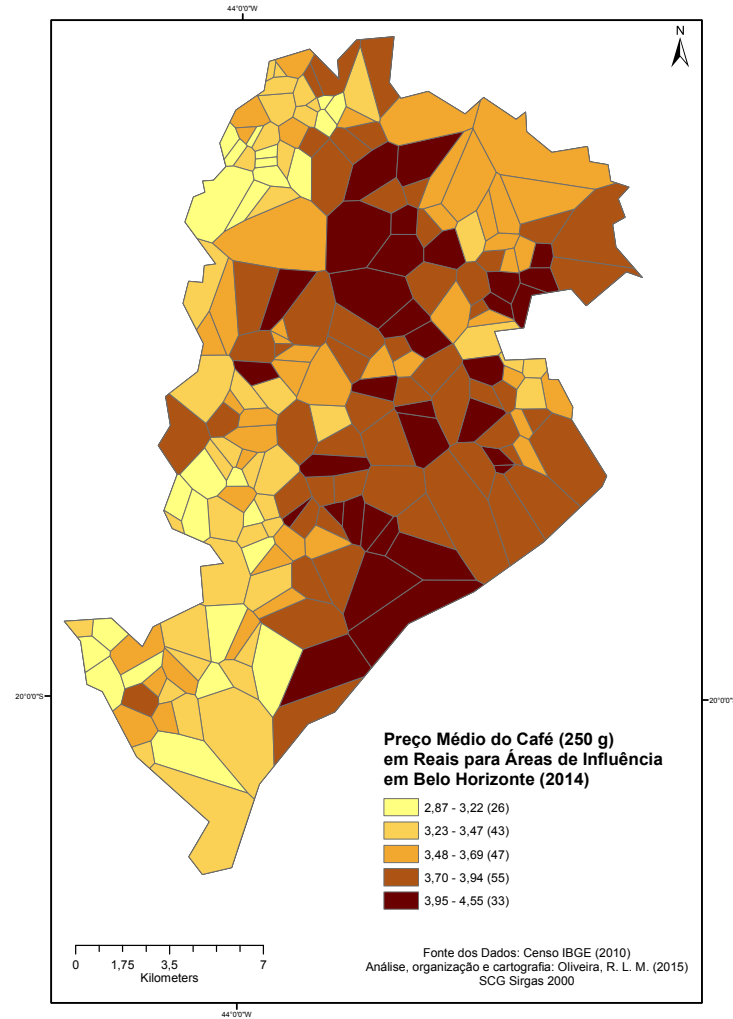 44°0'0"W
N
20°0'0"S
20°0'0"S
Preço Médio do Café (250 g)
em Reais para Áreas de Influência
em Belo Horizonte (2014)
2,87 - 3,22 (26)
3,23 - 3,47 (43)
3,48 - 3,69 (47)
3,70 - 3,94 (55)
3,95 - 4,55 (33)
0 1,75 3,5 7
Kilometers
Fonte dos Dados: Censo IBGE (2010)
Análise, organização e cartografia: Oliveira, R. L. M. (2015)
SCG Sirgas 2000
44°0'0"W